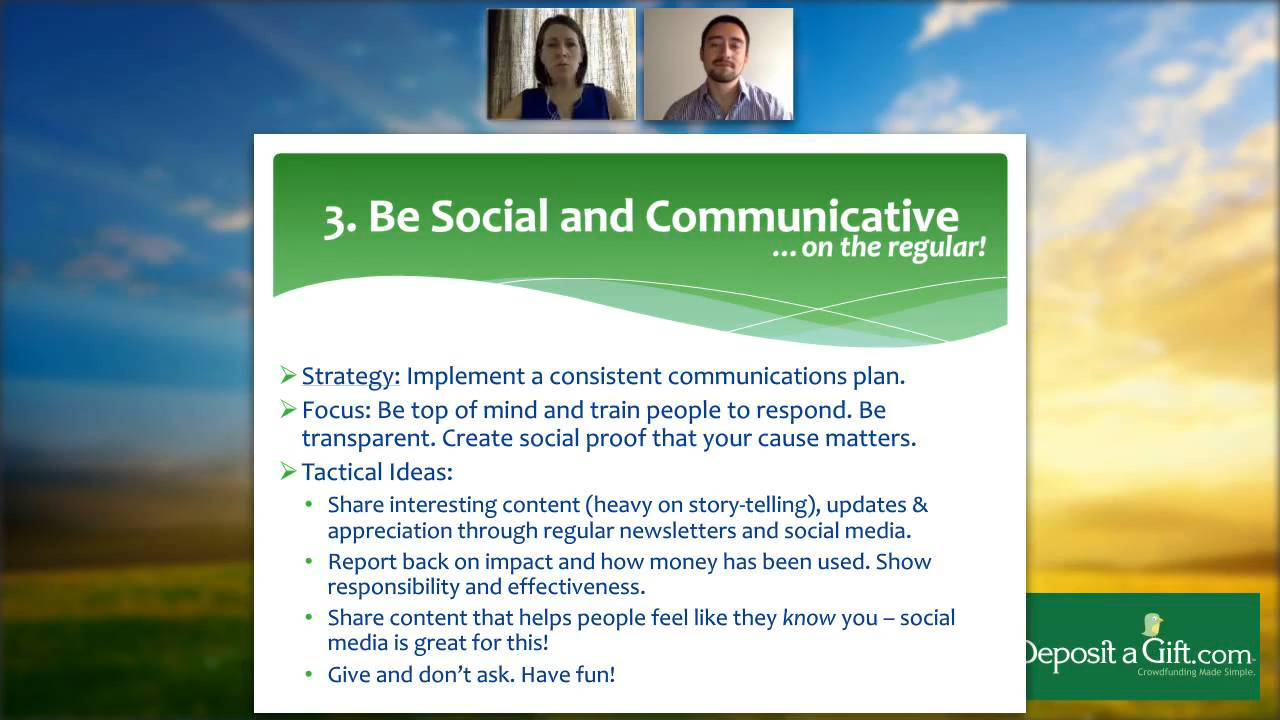 3. Be Social and Communicative
...on the regular!
Strategy: Implement a consistent communications plan.
Focus: Be top of mind and train people to respond. Be
transparent. Create social proof that your cause matters.
Tactical Ideas:
• Share interesting content (heavy on story-telling), updates &
appreciation through regular newsletters and social media.
• Report back on impact and how money has been used. Show
responsibility and effectiveness.
• Share content that helps people feel like they know you – social
media is great for this!
• Give and don't ask. Have fun!
Deposit a Gift.com
Crowdfunding Made Simple.